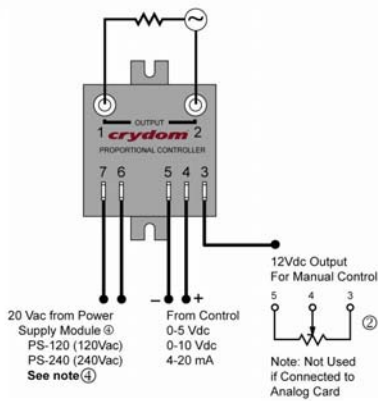 OUTPUT
1 crydom 2
PROPORTIONAL CONTROLLER
7 6 5 4 3
− +
20 Vac from Power
Supply Module ④
PS-120 (120Vac)
PS-240 (240Vac)
See note ④
From Control
0-5 Vdc
0-10 Vdc
4-20 mA
12Vdc Output
For Manual Control
5 4 3
②
Note: Not Used
if Connected to
Analog Card